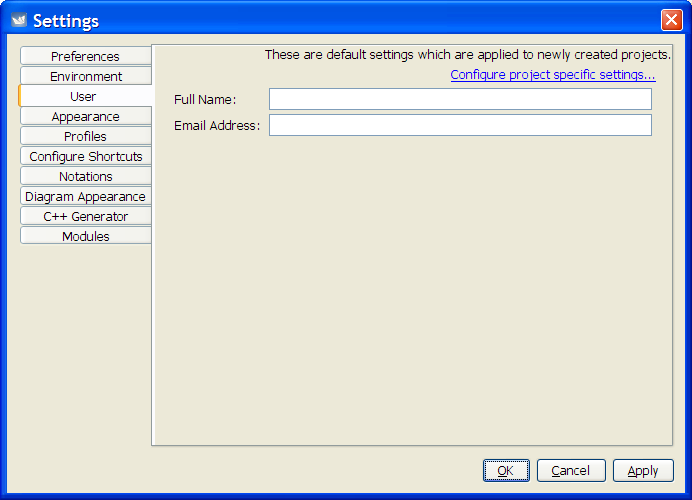 Settings
Preferences
Environment
User
Appearance
Profiles
Configure Shortcuts
Notations
Diagram Appearance
C++ Generator
Modules
These are default settings which are applied to newly created projects.
Configure project specific settings...
Full Name:
Email Address:
OK
Cancel
Apply